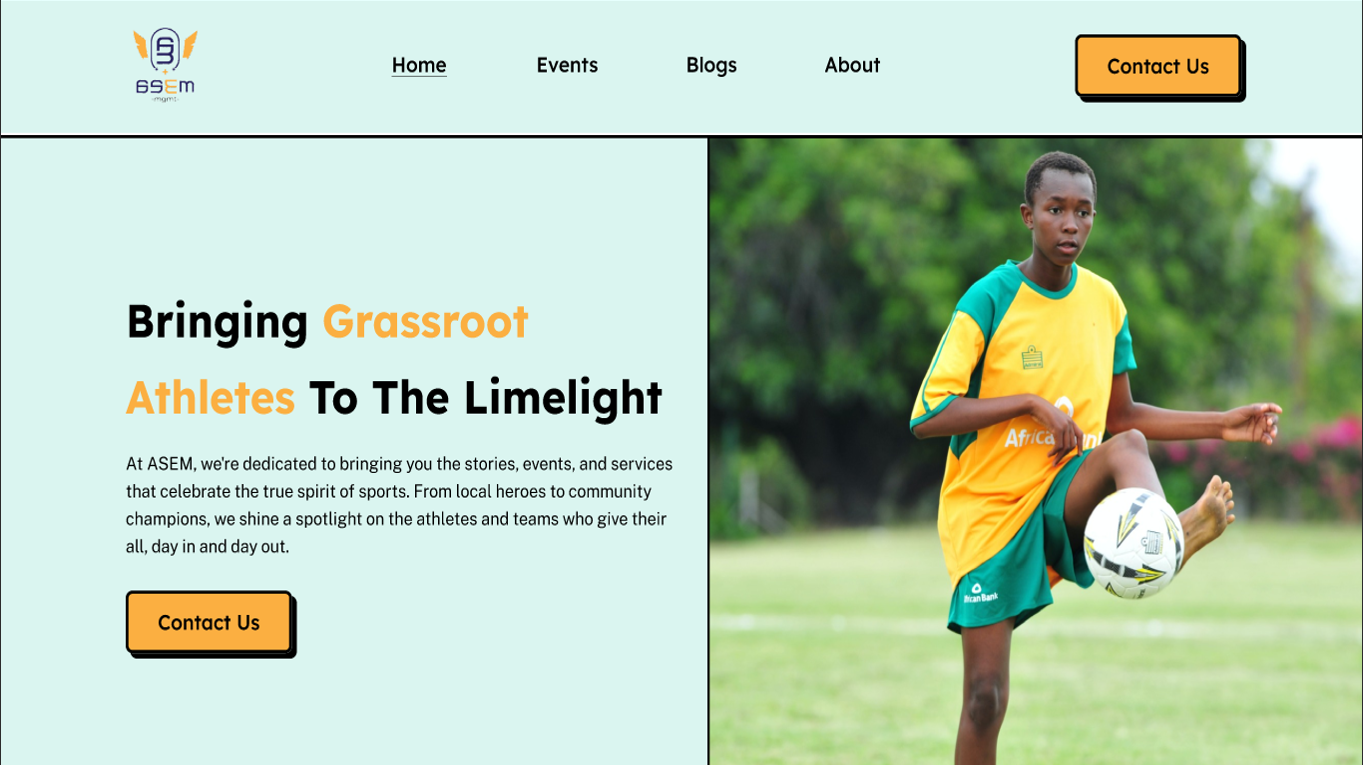 ASEM
-mgmt-
Home
Events
Blogs
About
Contact Us
Bringing Grassroot
Athletes To The Limelight
At ASEM, we're dedicated to bringing you the stories, events, and services
that celebrate the true spirit of sports. From local heroes to community
champions, we shine a spotlight on the athletes and teams who give their
all, day in and day out.
Contact Us
Africa
African Bank